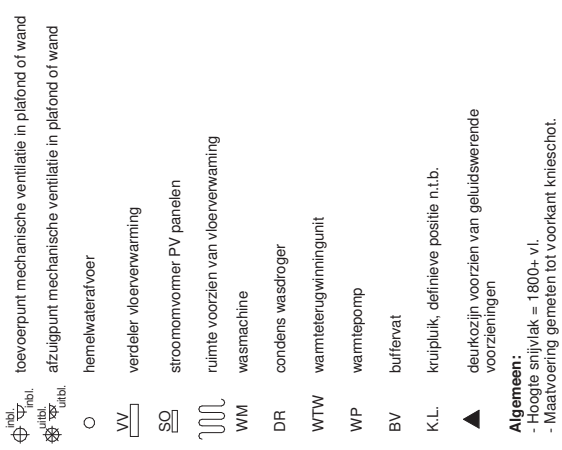 inbl. inbl. toevoerpunt mechanische ventilatie in plafond of wand
uitbl. uitbl. afzuigpunt mechanische ventilatie in plafond of wand
hemelwaterafvoer
VV verdeler vloerverwarming
SO stroomomvormer PV panelen
ruimte voorzien van vloerverwarming
WM wasmachine
DR condens wasdroger
WTW warmteterugwinningunit
WP warmtepomp
BV buffervat
K.L. kruipluik, definieve positie n.t.b.
deurkozijn voorzien van geluidswerende
voorzieningen
Algemeen:
- Hoogte snijvlak = 1800+ vl.
- Maatvoering gemeten tot voorkant knieschot.